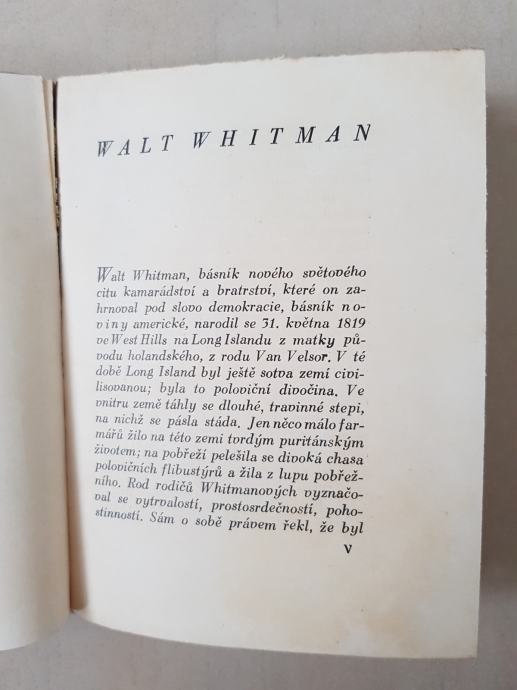 WALT WHITMAN
Walt Whitman, básník nového světového
citu kamarádství a bratrství, které on za-
hrnoval pod slovo demokracie, básník no-
viny americké, narodil se 31. května 1819
ve West Hills na Long Islandu z matky pů-
vodu holandského, z rodu Van Velsor. V té
době Long Island byl ještě sotva zemí civi-
lisovanou; byla to poloviční divočina. Ve
vnitru země táhly se dlouhé, travinné stepi,
na nichž se pásla stáda. Jen něco málo far-
mářů žilo na této zemi tvrdým puritánským
životem; na pobřeží pelešila se divoká chasa
polovičních flibustýrů a žila z lupu pobřež-
ního. Rod rodičů Whitmanových vyznačo-
val se vytrvalostí, prostosrdečností, poho-
stinností. Sám o sobě právem řekl, že byl
V